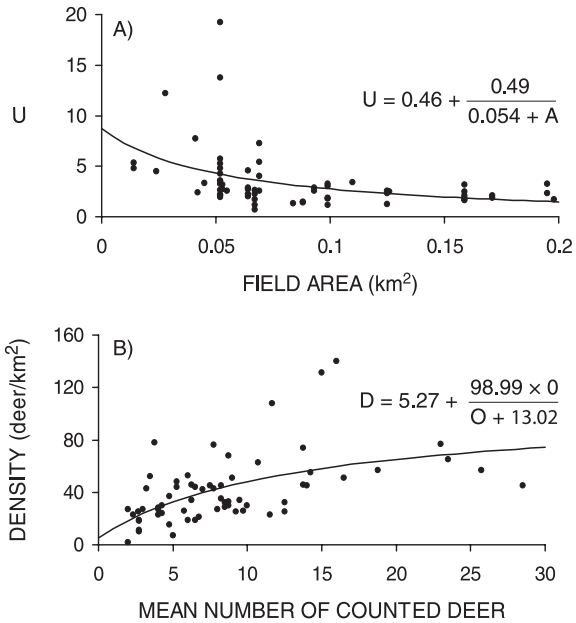 A)
20
15
10
5
0
U
U = 0.46 + 0.49
0.054 + A
0 0.05 0.1 0.15 0.2
FIELD AREA (km²)
B)
160
120
80
40
0
DENSITY (deer/km²)
D = 5.27 + 98.99 × 0
O + 13.02
0 5 10 15 20 25 30
MEAN NUMBER OF COUNTED DEER